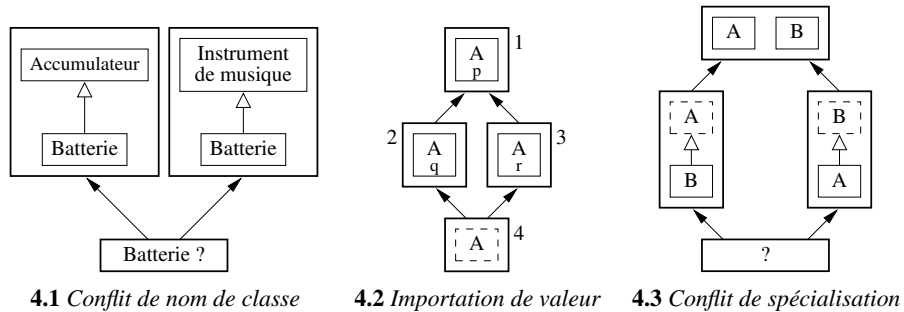 Accumulateur
Batterie
Instrument
de musique
Batterie
Batterie ?
4.1 Conflit de nom de classe
1
A
p
2
A
q
3
A
r
4
A
4.2 Importation de valeur
A B
A
B
B
A
?
4.3 Conflit de spécialisation